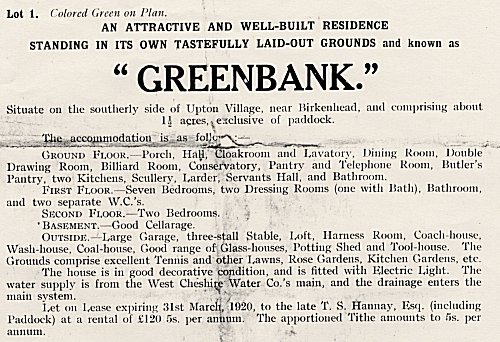 Lot 1. Colored Green on Plan.
AN ATTRACTIVE AND WELL-BUILT RESIDENCE
STANDING IN ITS OWN TASTEFULLY LAID-OUT GROUNDS and known as
“GREENBANK.”
Situate on the southerly side of Upton Village, near Birkenhead, and comprising about
1½ acres, exclusive of paddock.
The accommodation is as follo
GROUND FLOOR.—Porch, Hall, Cloakroom and Lavatory, Dining Room, Double
Drawing Room, Billiard Room, Conservatory, Pantry and Telephone Room, Butler's
Pantry, two Kitchens, Scullery, Larder, Servants Hall, and Bathroom.
FIRST FLOOR.—Seven Bedrooms, two Dressing Rooms (one with Bath), Bathroom,
and two separate W.C.'s.
SECOND FLOOR.—Two Bedrooms.
BASEMENT.—Good Cellarage.
OUTSIDE.—Large Garage, three-stall Stable, Loft, Harness Room, Coach-house,
Wash-house, Coal-house, Good range of Glass-houses, Potting Shed and Tool-house. The
Grounds comprise excellent Tennis and other Lawns, Rose Gardens, Kitchen Gardens, etc.
The house is in good decorative condition, and is fitted with Electric Light. The
water supply is from the West Cheshire Water Co.'s main, and the drainage enters the
main system.
Let on Lease expiring 31st March, 1920, to the late T. S. Hannay, Esq. (including
Paddock) at a rental of £120 5s. per annum. The apportioned Tithe amounts to 5s. per
annum.